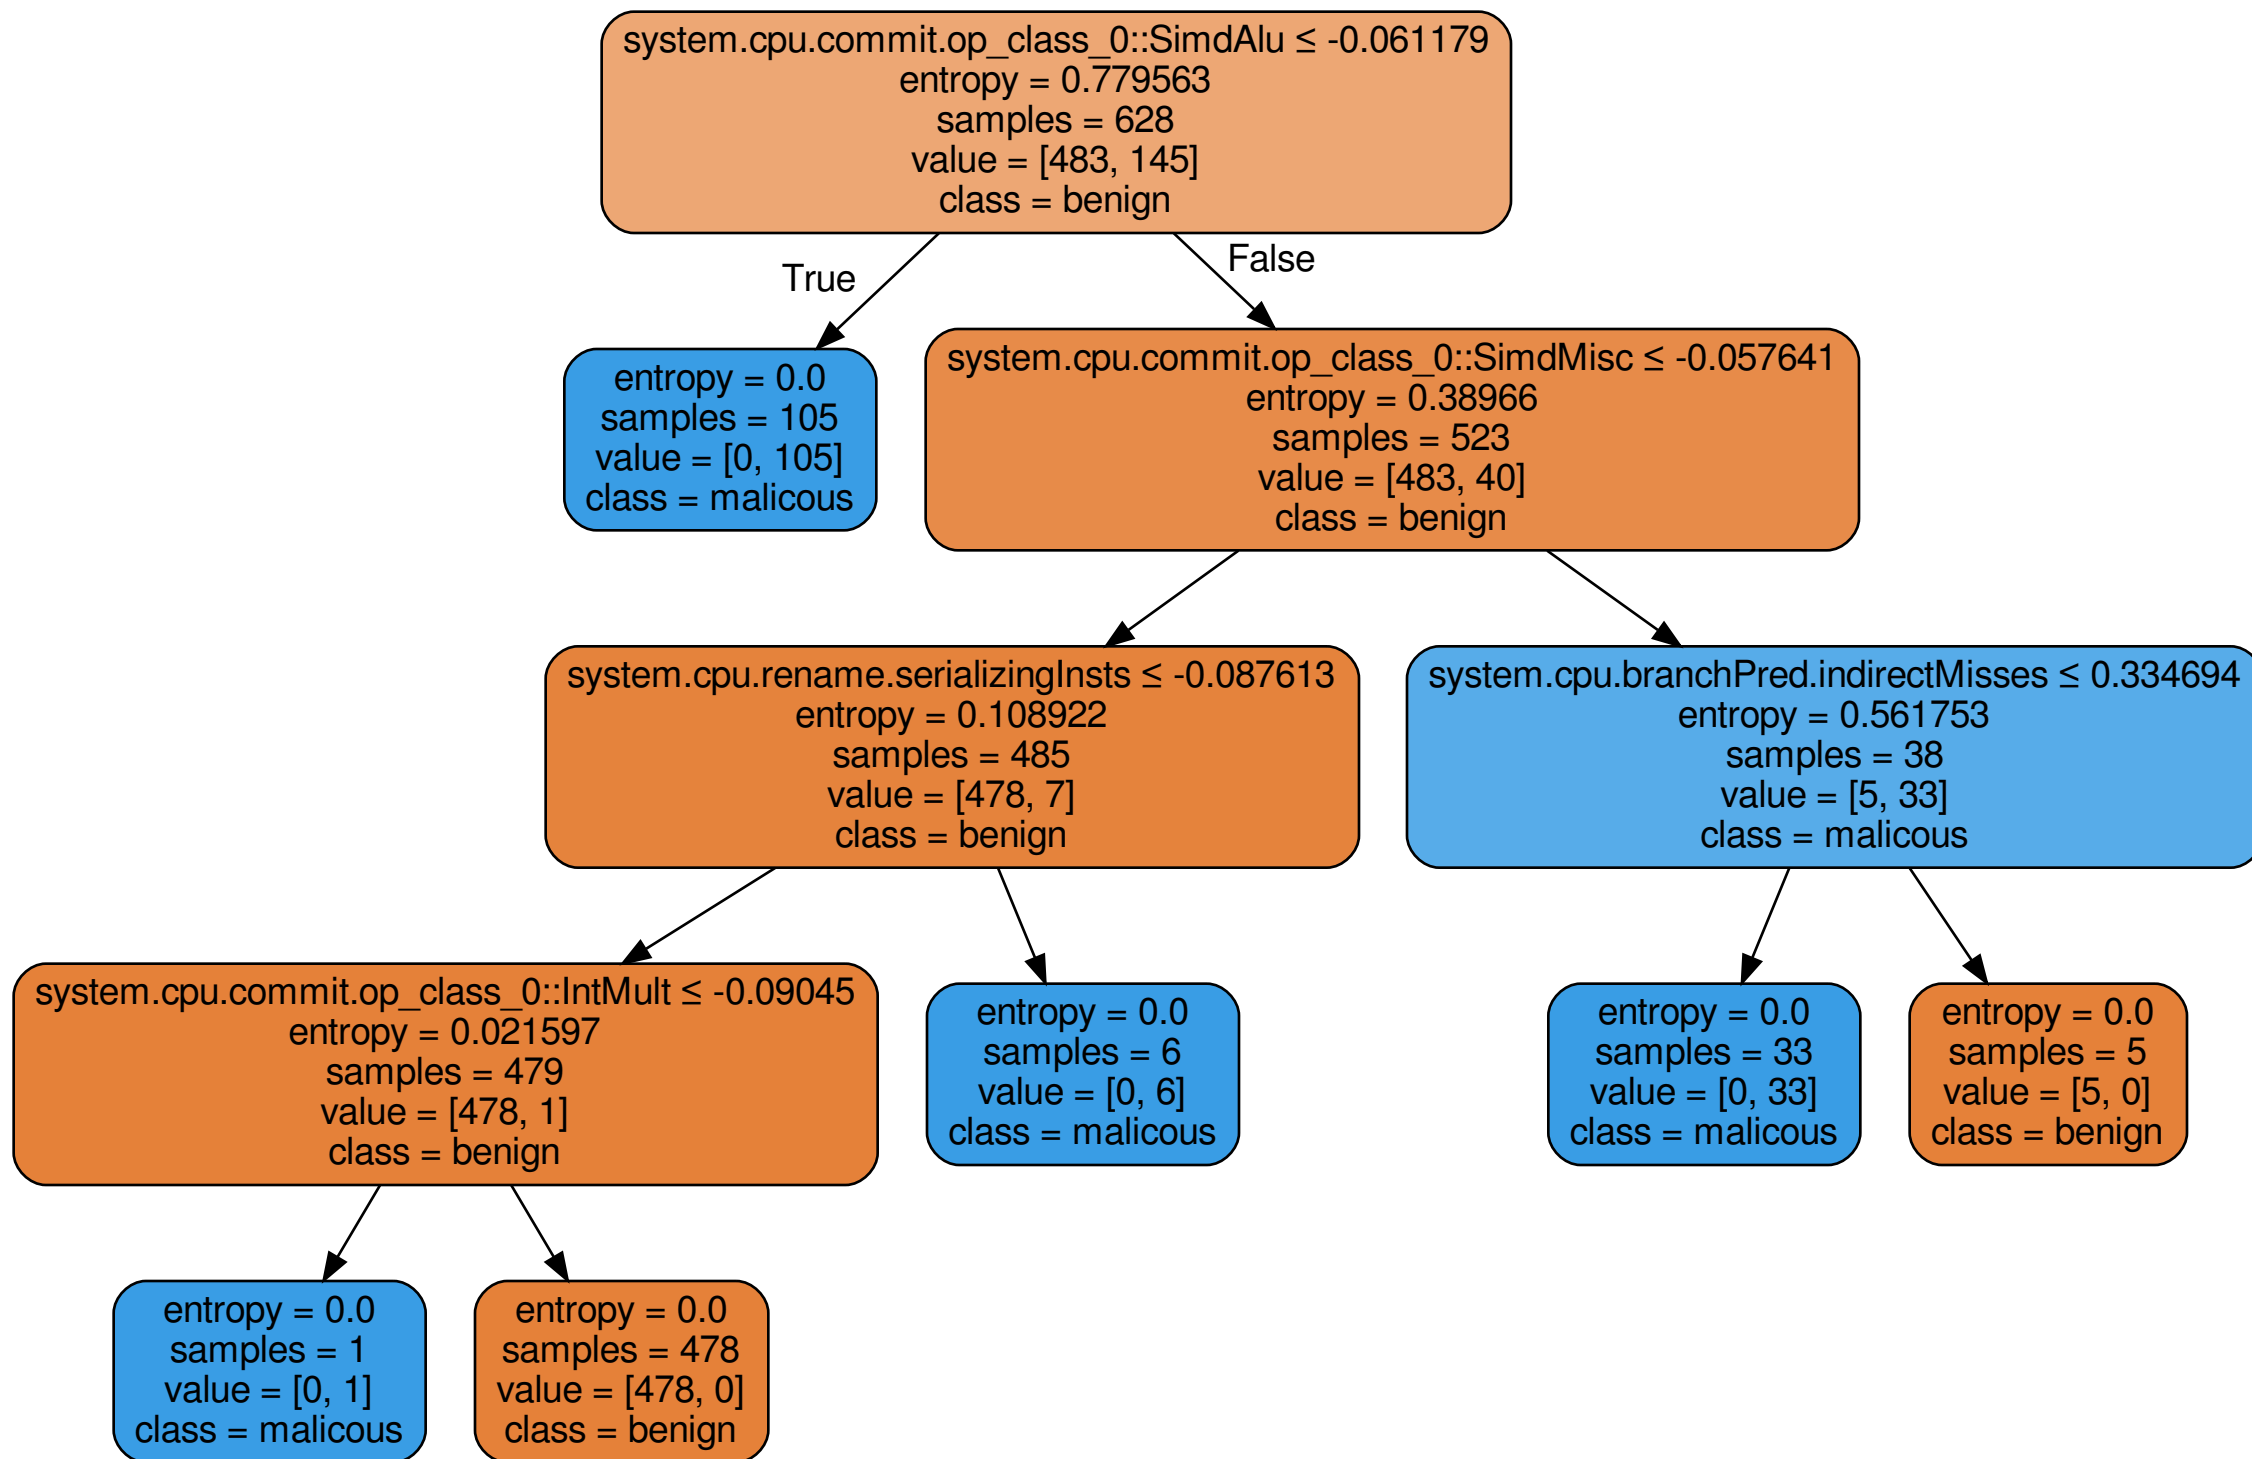 system.cpu.commit.op_class_0::SimdAlu ≤ -0.061179
entropy = 0.779563
samples = 628
value = [483, 145]
class = benign
True
False
entropy = 0.0
samples = 105
value = [0, 105]
class = malicous
system.cpu.commit.op_class_0::SimdMisc ≤ -0.057641
entropy = 0.38966
samples = 523
value = [483, 40]
class = benign
system.cpu.rename.serializingInsts ≤ -0.087613
entropy = 0.108922
samples = 485
value = [478, 7]
class = benign
system.cpu.branchPred.indirectMisses ≤ 0.334694
entropy = 0.561753
samples = 38
value = [5, 33]
class = malicous
system.cpu.commit.op_class_0::IntMult ≤ -0.09045
entropy = 0.021597
samples = 479
value = [478, 1]
class = benign
entropy = 0.0
samples = 6
value = [0, 6]
class = malicous
entropy = 0.0
samples = 33
value = [0, 33]
class = malicous
entropy = 0.0
samples = 5
value = [5, 0]
class = benign
entropy = 0.0
samples = 1
value = [0, 1]
class = malicous
entropy = 0.0
samples = 478
value = [478, 0]
class = benign